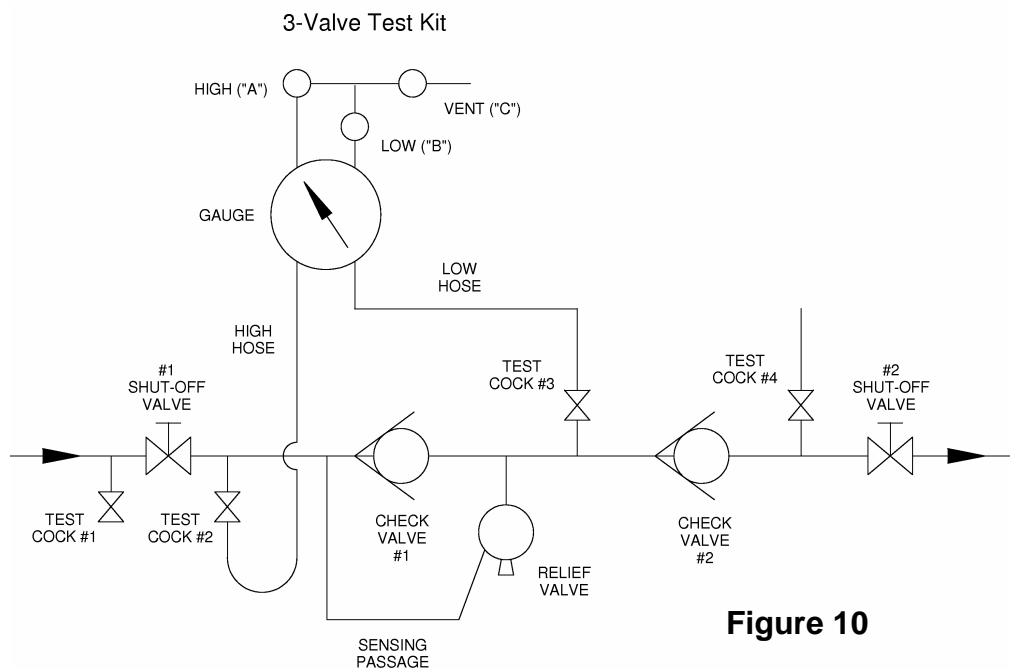 3-Valve Test Kit
HIGH ("A")
VENT ("C")
LOW ("B")
GAUGE
LOW
HOSE
HIGH
HOSE
#1
SHUT-OFF
VALVE
TEST
COCK #3
TEST
COCK #4
#2
SHUT-OFF
VALVE
TEST
COCK #1
TEST
COCK #2
CHECK
VALVE
#1
RELIEF
VALVE
CHECK
VALVE
#2
SENSING
PASSAGE
Figure 10